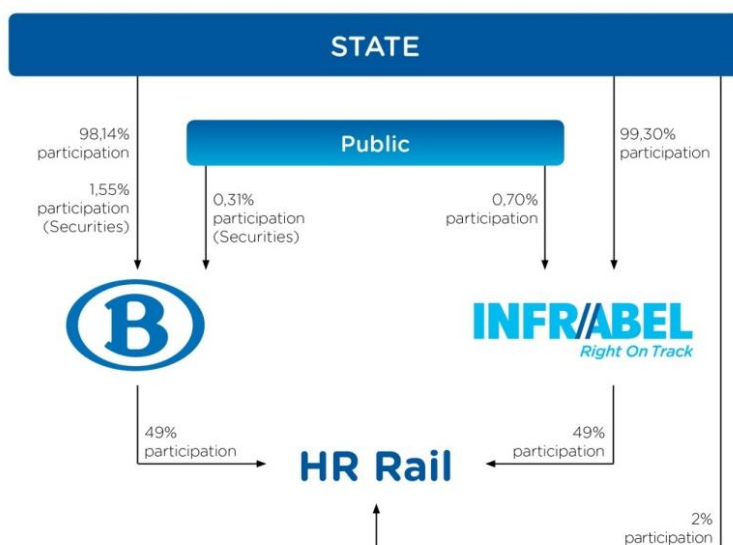 STATE
98,14%
participation
1,55%
participation
(Securities)
Public
99,30%
participation
0,31%
participation
(Securities)
0,70%
participation
B
INFRABEL
Right On Track
49%
participation
HR Rail
49%
participation
2%
participation